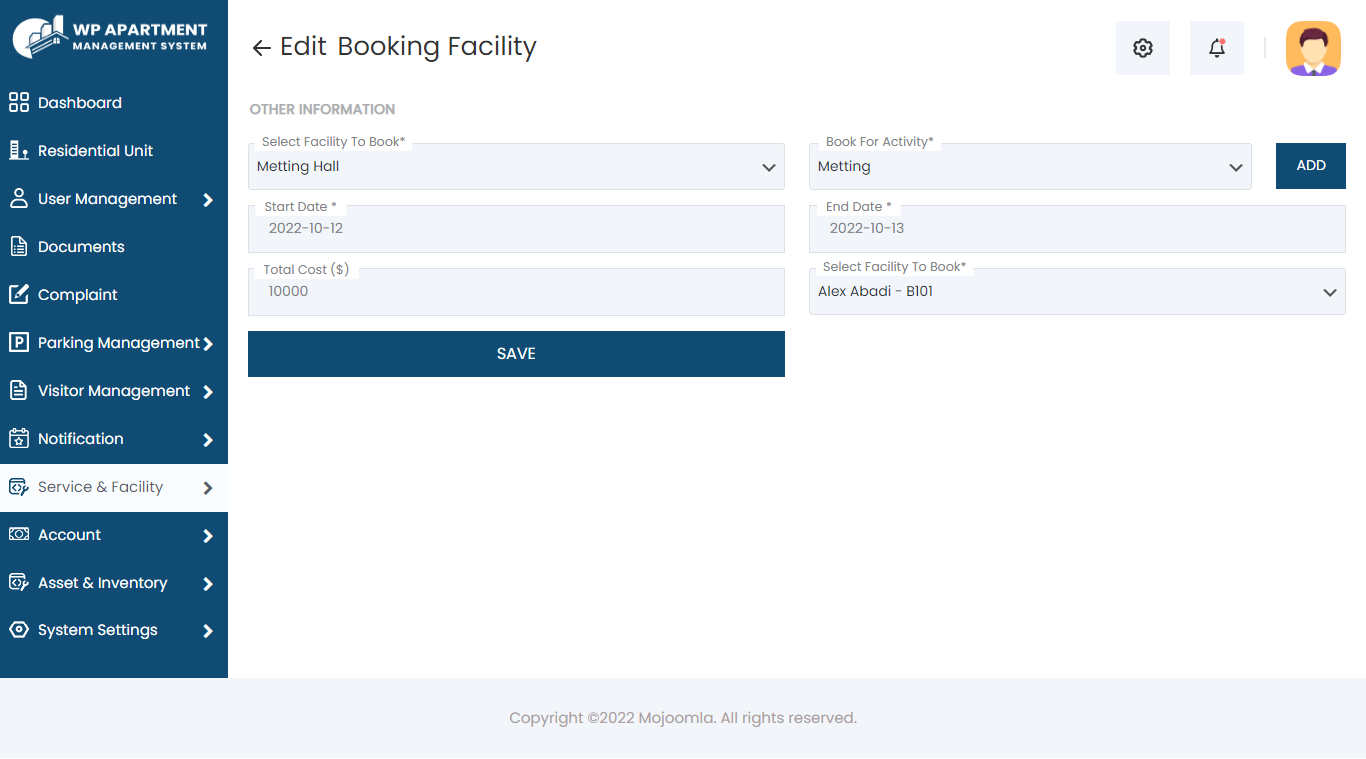 WP APARTMENT
MANAGEMENT SYSTEM
Dashboard
Residential Unit
User Management
Documents
Complaint
Parking Management
Visitor Management
Notification
Service & Facility
Account
Asset & Inventory
System Settings
Edit Booking Facility
OTHER INFORMATION
Select Facility To Book*
Metting Hall
Book For Activity*
Metting
ADD
Start Date *
2022-10-12
End Date *
2022-10-13
Total Cost ($)
10000
Select Facility To Book*
Alex Abadi - B101
SAVE
Copyright ©2022 Mojoomla. All rights reserved.